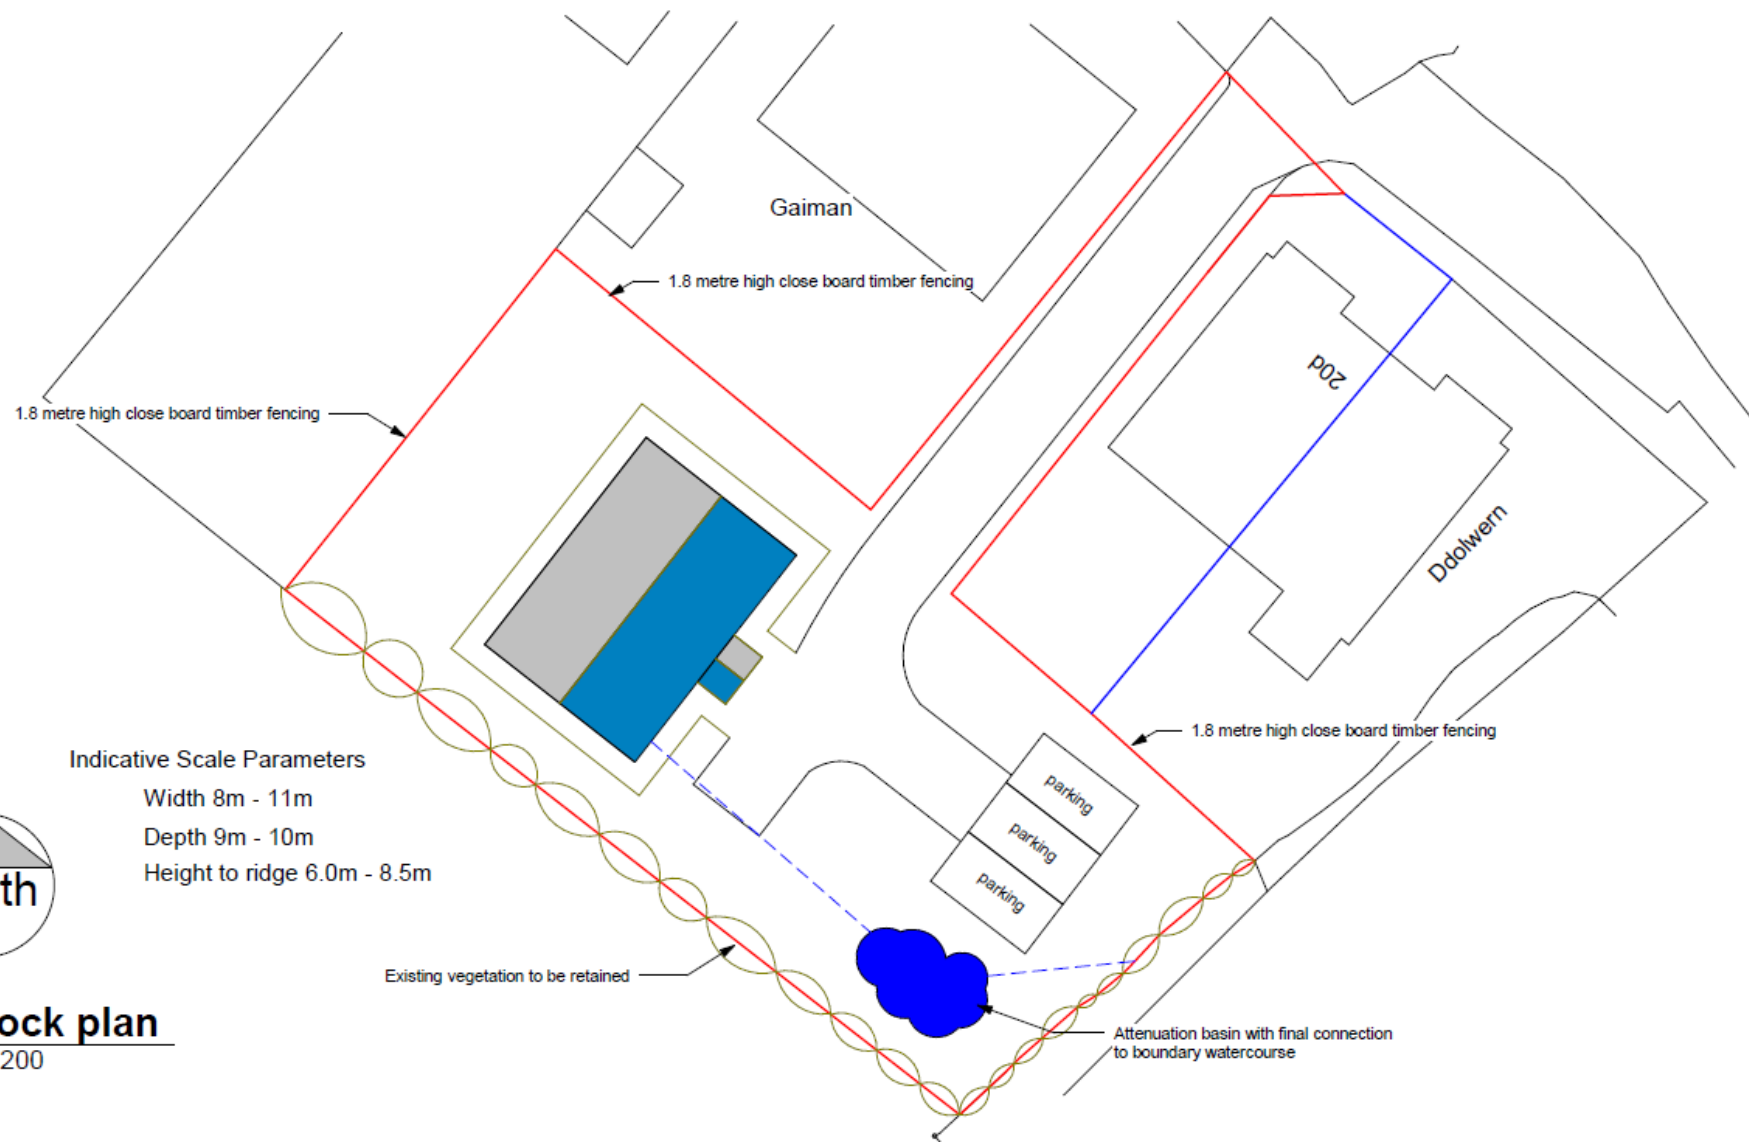 Gaiman
1.8 metre high close board timber fencing
20d
1.8 metre high close board timber fencing
Ddolwern
1.8 metre high close board timber fencing
Indicative Scale Parameters
Width 8m - 11m
Depth 9m - 10m
Height to ridge 6.0m - 8.5m
parking
parking
parking
th
Existing vegetation to be retained
ock plan
200
Attenuation basin with final connection
to boundary watercourse